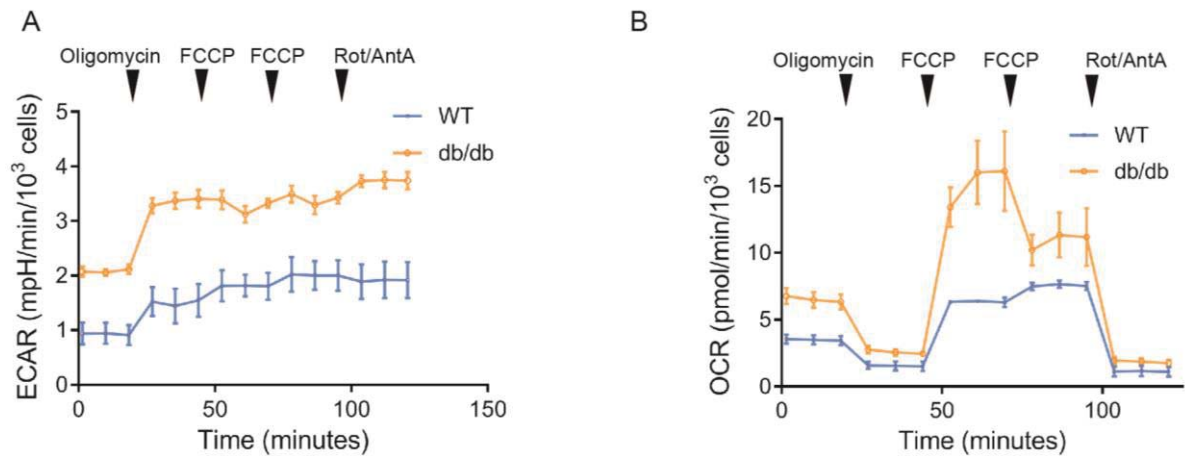 A
Oligomycin FCCP FCCP Rot/AntA
5
4
3
2
1
0
ECAR (mpH/min/10³ cells)
WT
db/db
0 50 100 150
Time (minutes)
B
Oligomycin FCCP FCCP Rot/AntA
20
15
10
5
0
OCR (pmol/min/10³ cells)
WT
db/db
0 50 100
Time (minutes)